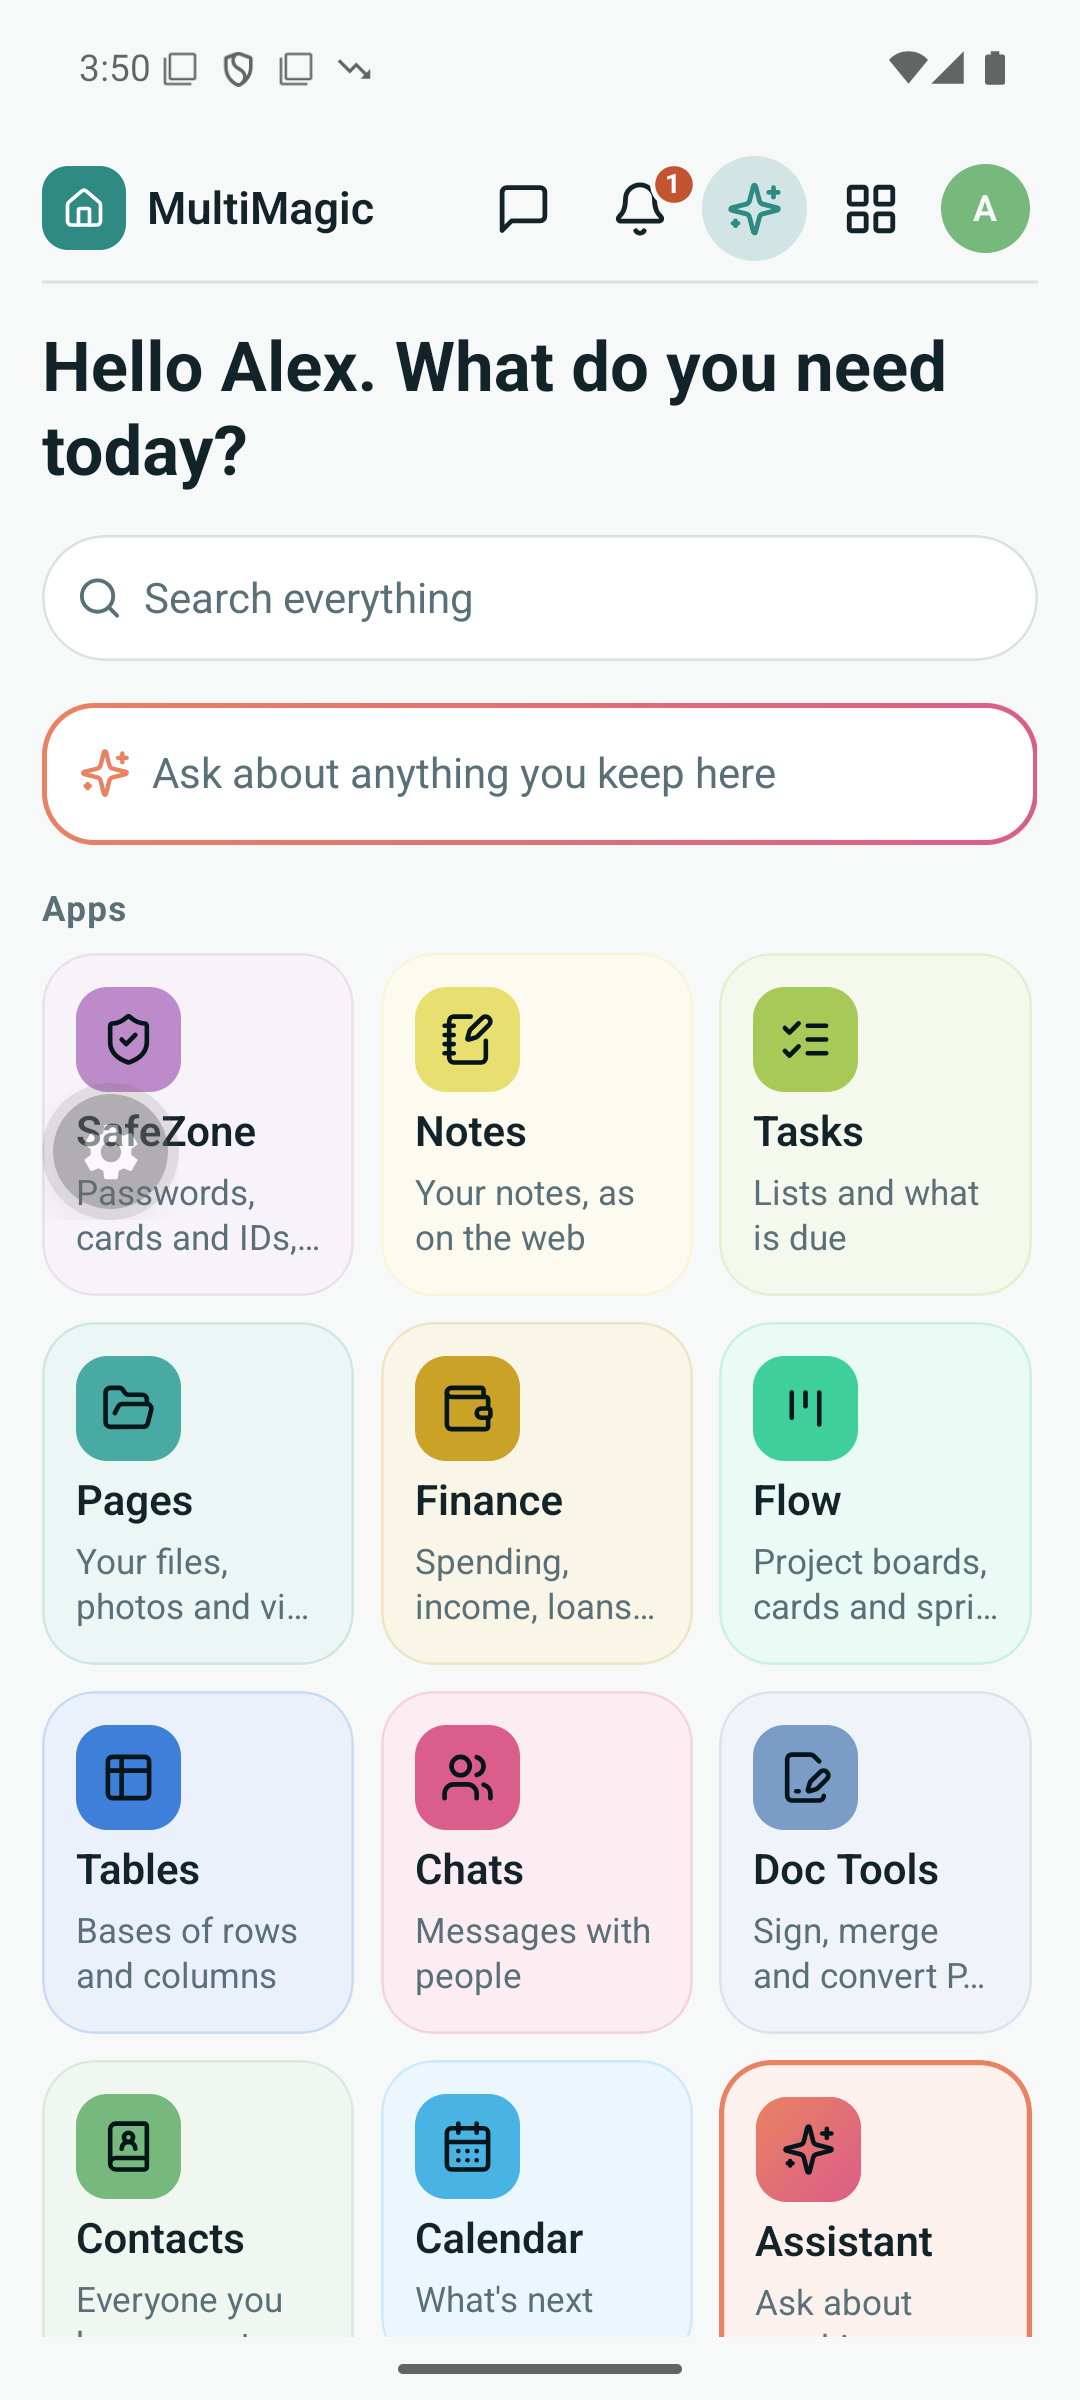 3:50
MultiMagic
1
A
Hello Alex. What do you need
today?
Search everything
Ask about anything you keep here
Apps
SafeZone
Passwords,
cards and IDs,...
Notes
Your notes, as
on the web
Tasks
Lists and what
is due
Pages
Your files,
photos and vi...
Finance
Spending,
income, loans...
Flow
Project boards,
cards and spri...
Tables
Bases of rows
and columns
Chats
Messages with
people
Doc Tools
Sign, merge
and convert P...
Contacts
Everyone you
Calendar
What's next
Assistant
Ask about